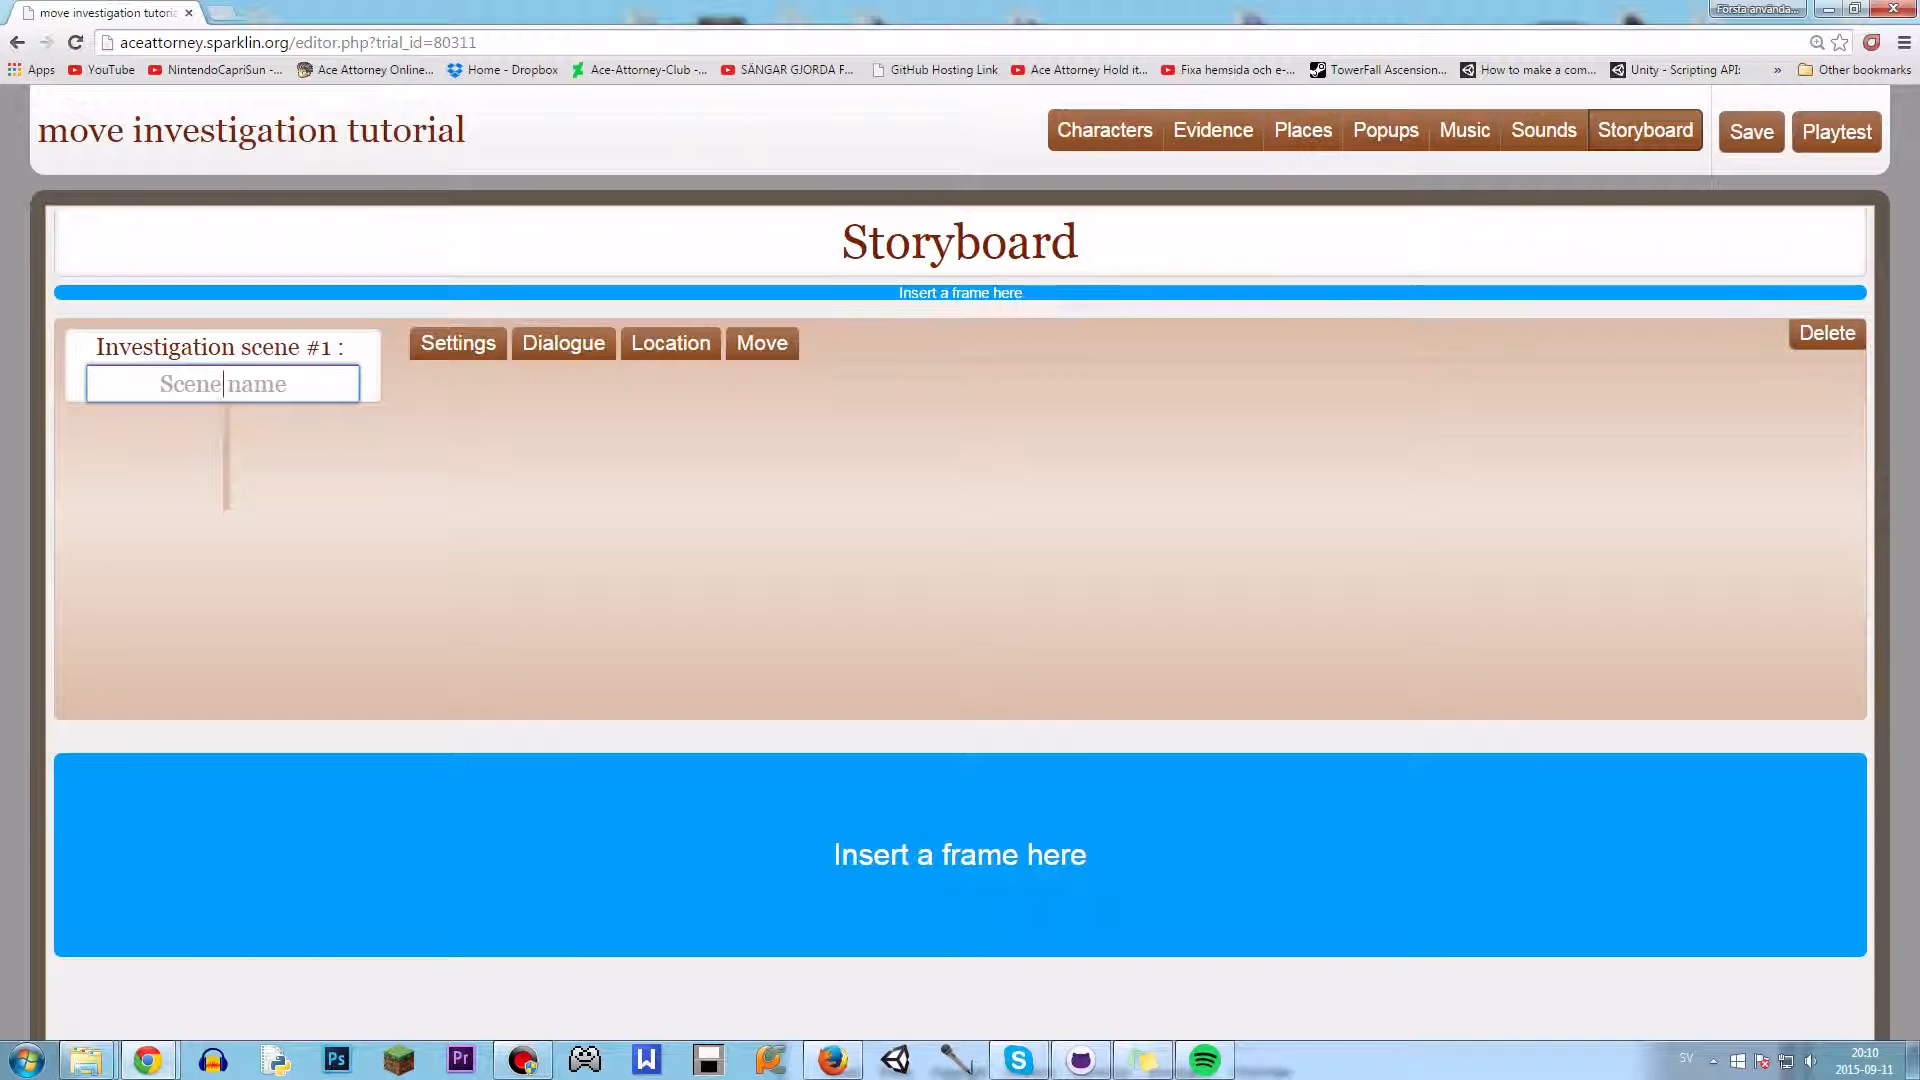 move investigation tutoria
Första använda...
aceattorney.sparklin.org/editor.php?trial_id=80311
Apps
YouTube
NintendoCapriSun -...
Ace Attorney Online...
Home - Dropbox
Ace-Attorney-Club -...
SÄNGAR GJORDA F...
GitHub Hosting Link
Ace Attorney Hold it...
Fixa hemsida och e-...
TowerFall Ascension...
How to make a com...
Unity - Scripting API:
»
Other bookmarks
move investigation tutorial
Characters
Evidence
Places
Popups
Music
Sounds
Storyboard
Save
Playtest
Storyboard
Insert a frame here
Investigation scene #1 :
Scene name
Settings
Dialogue
Location
Move
Delete
Insert a frame here
Ps
Pr
W
SV
20:10
2015-09-11